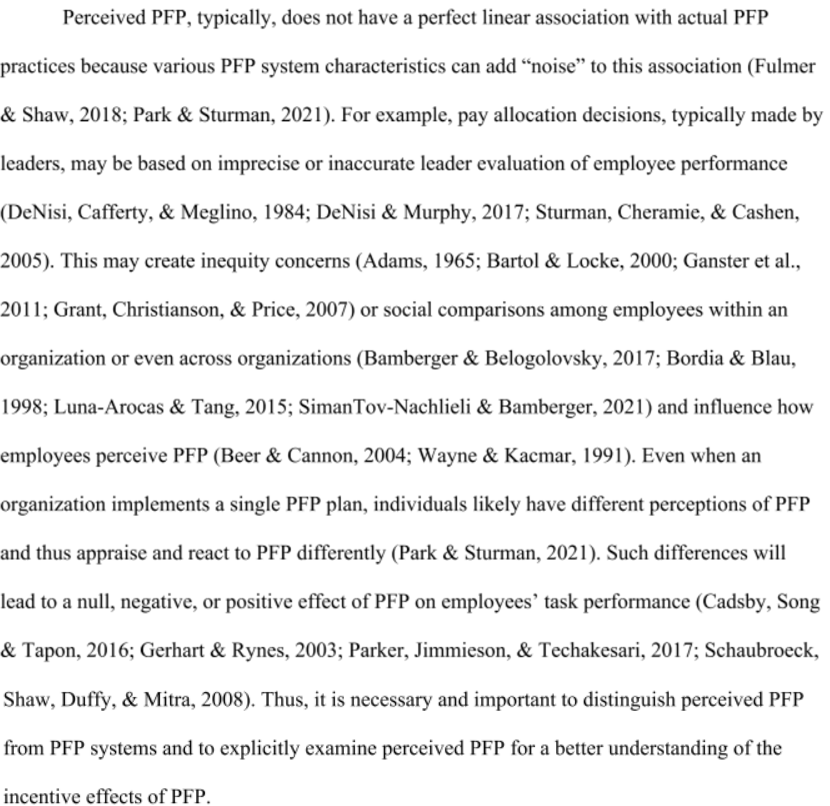 Perceived PFP, typically, does not have a perfect linear association with actual PFP
practices because various PFP system characteristics can add “noise” to this association (Fulmer
& Shaw, 2018; Park & Sturman, 2021). For example, pay allocation decisions, typically made by
leaders, may be based on imprecise or inaccurate leader evaluation of employee performance
(DeNisi, Cafferty, & Meglino, 1984; DeNisi & Murphy, 2017; Sturman, Cheramie, & Cashen,
2005). This may create inequity concerns (Adams, 1965; Bartol & Locke, 2000; Ganster et al.,
2011; Grant, Christianson, & Price, 2007) or social comparisons among employees within an
organization or even across organizations (Bamberger & Belogolovsky, 2017; Bordia & Blau,
1998; Luna-Arocas & Tang, 2015; SimanTov-Nachlieli & Bamberger, 2021) and influence how
employees perceive PFP (Beer & Cannon, 2004; Wayne & Kacmar, 1991). Even when an
organization implements a single PFP plan, individuals likely have different perceptions of PFP
and thus appraise and react to PFP differently (Park & Sturman, 2021). Such differences will
lead to a null, negative, or positive effect of PFP on employees’ task performance (Cadsby, Song
& Tapon, 2016; Gerhart & Rynes, 2003; Parker, Jimmieson, & Techakesari, 2017; Schaubroeck,
Shaw, Duffy, & Mitra, 2008). Thus, it is necessary and important to distinguish perceived PFP
from PFP systems and to explicitly examine perceived PFP for a better understanding of the
incentive effects of PFP.